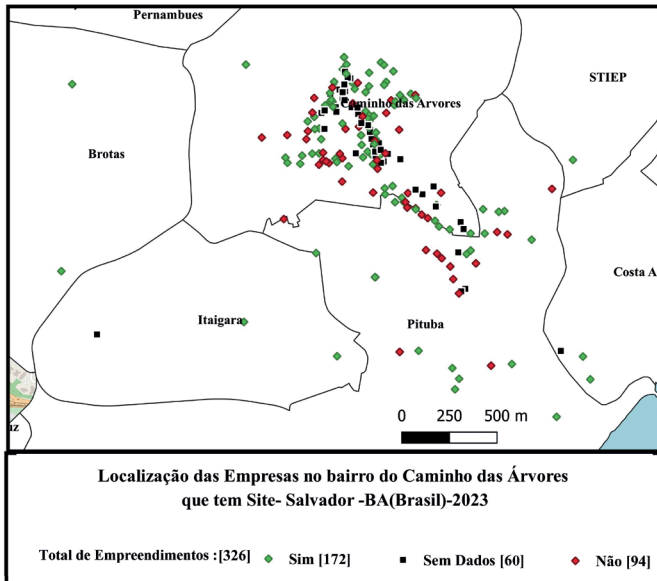 Pernambues
STIEP
Caminho das Arvores
Brotas
Costa A
Itaigara
Pituba
0 250 500 m
uz
Localização das Empresas no bairro do Caminho das Árvores
que tem Site- Salvador -BA(Brasil)-2023
Total de Empreendimentos :[326] Sim [172] Sem Dados [60] Não [94]